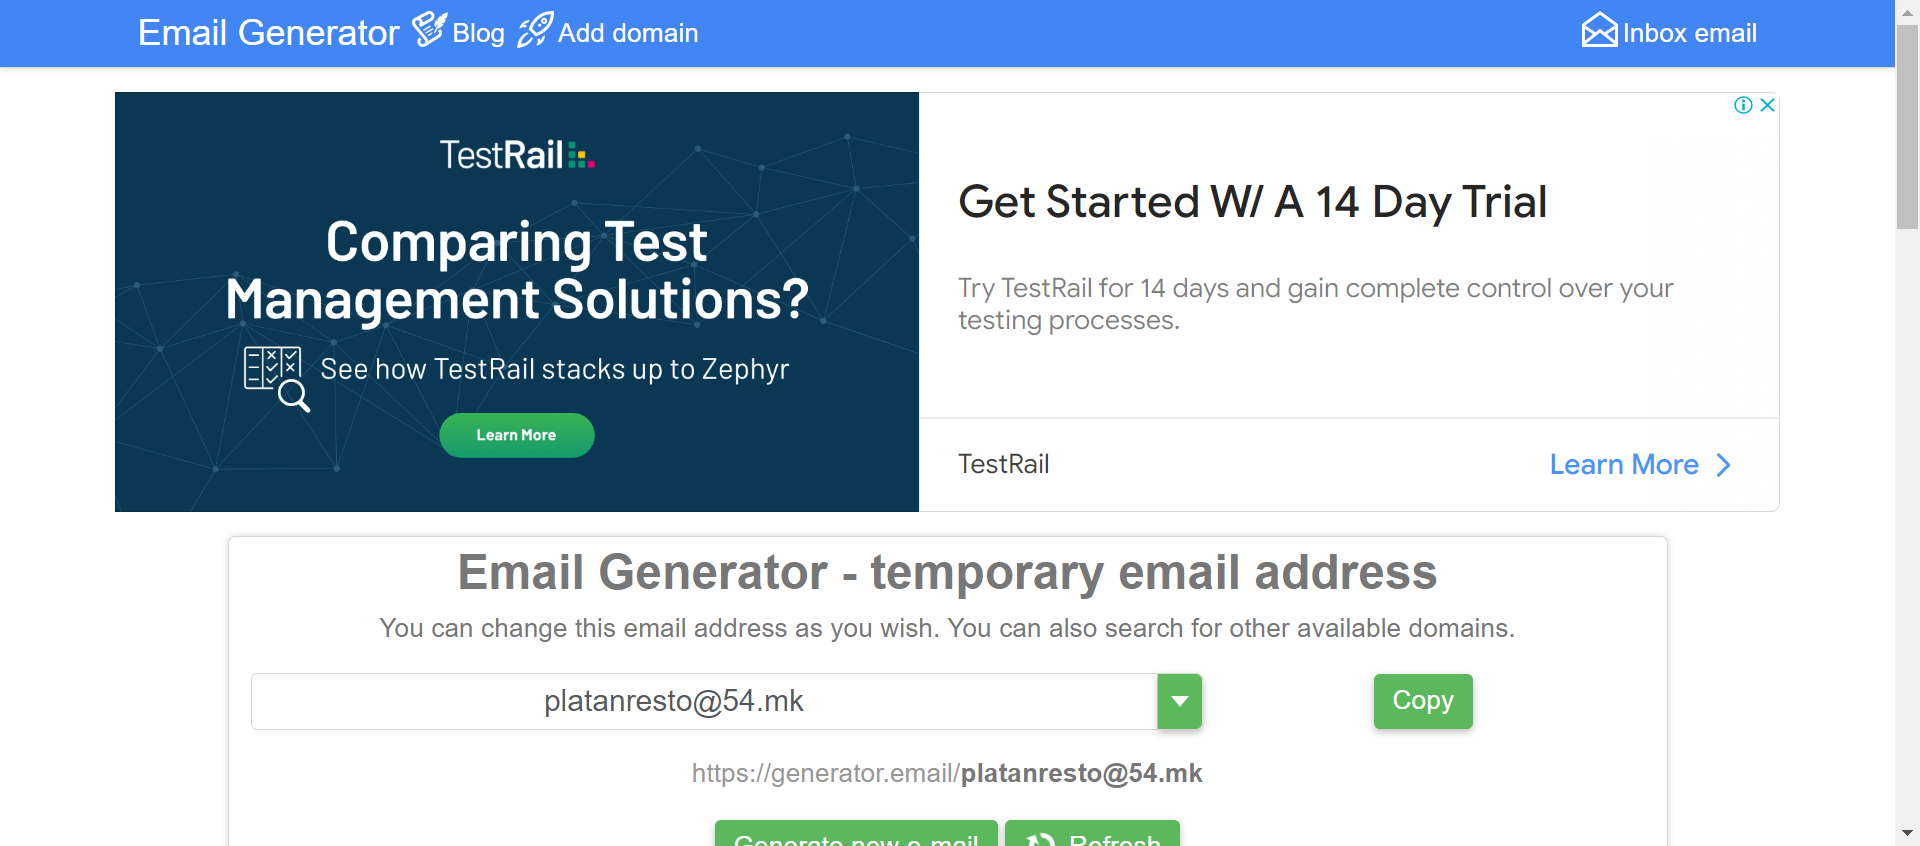 Email Generator Blog Add domain Inbox email
TestRail
Comparing Test
Management Solutions?
See how TestRail stacks up to Zephyr
Learn More
Get Started W/ A 14 Day Trial
Try TestRail for 14 days and gain complete control over your
testing processes.
TestRail Learn More
Email Generator - temporary email address
You can change this email address as you wish. You can also search for other available domains.
platanresto@54.mk Copy
https://generator.email/platanresto@54.mk
Generate new e-mail Refresh